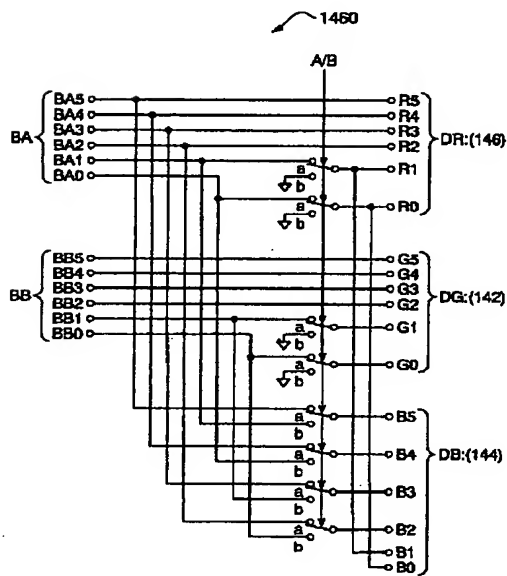 1460
A/B
BA5
BA4
BA3
BA2
BA1
BA0
BA
R5
R4
R3
R2
R1
R0
DR:(146)
a
b
a
b
BB5
BB4
BB3
BB2
BB1
BB0
BB
G5
G4
G3
G2
G1
G0
DG:(142)
a
b
a
b
a
b
a
b
a
b
a
b
B5
B4
B3
B2
B1
B0
DB:(144)